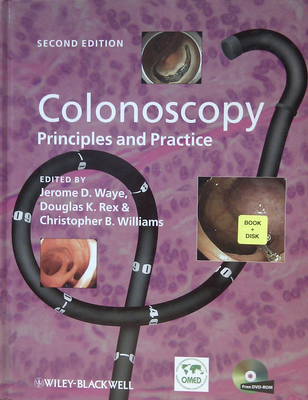 SECOND EDITION
Colonoscopy
Principles and Practice
EDITED BY
Jerome D. Waye,
Douglas K. Rex &
Christopher B. Williams
BOOK
+
DISK
WILEY-BLACKWELL
OMED
Free DVD-ROM